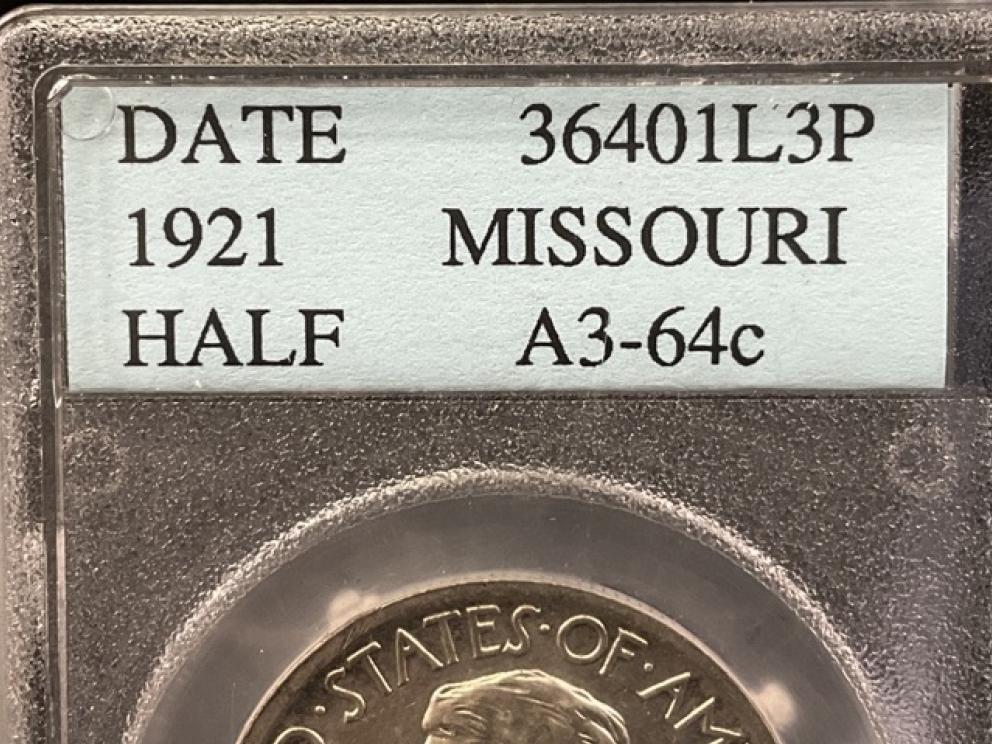 DATE 36401L3P
1921 MISSOURI
HALF A3-64c
STATES·OF·AM